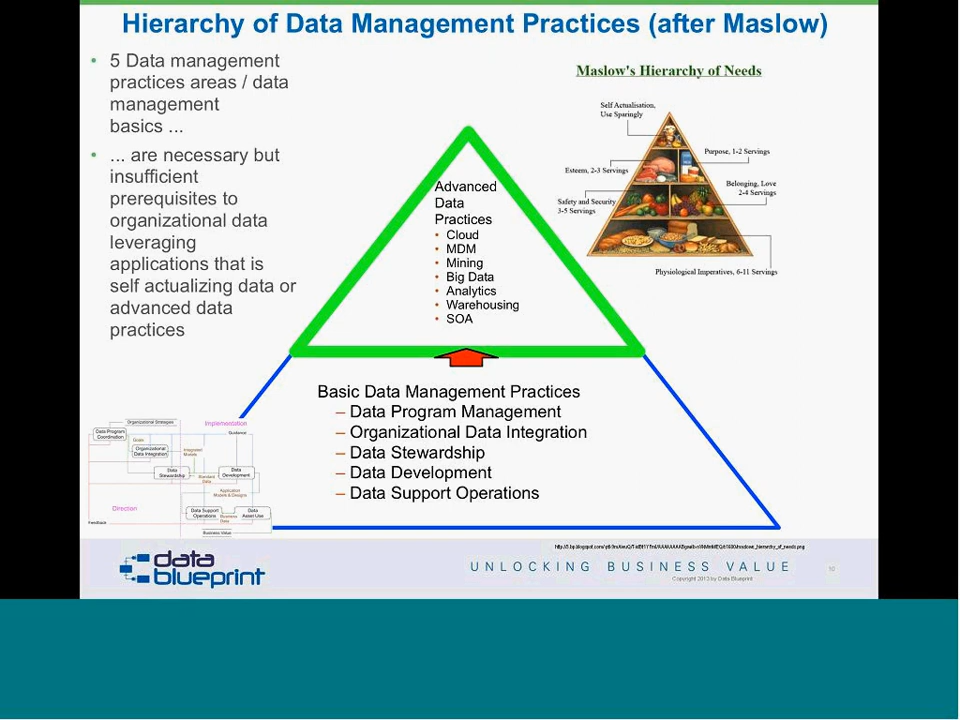 Hierarchy of Data Management Practices (after Maslow)
• 5 Data management
practices areas / data
management
basics ...
• ... are necessary but
insufficient
prerequisites to
organizational data
leveraging
applications that is
self actualizing data or
advanced data
practices
Maslow's Hierarchy of Needs
Self Actualisation,
Use Sparingly
Purpose, 1-2 Servings
Esteem, 2-3 Servings
Belonging, Love
2-4 Servings
Safety and Security
3-5 Servings
Physiological Imperatives, 6-11 Servings
Advanced
Data
Practices
• Cloud
• MDM
• Mining
• Big Data
• Analytics
• Warehousing
• SOA
Basic Data Management Practices
– Data Program Management
– Organizational Data Integration
– Data Stewardship
– Data Development
– Data Support Operations
Organizational Strategies
Implementation
Data Program
Coordination
Guidance
Goals
Organizational
Data Integration
Integrated
Models
Data
Stewardship
Standard
Data
Data
Development
Application
Models & Designs
Direction
Data Support
Operations
Business
Data
Data
Asset Use
Feedback
Business Value
data
blueprint
UNLOCKING BUSINESS VALUE
Copyright 2013 by Data Blueprint
10